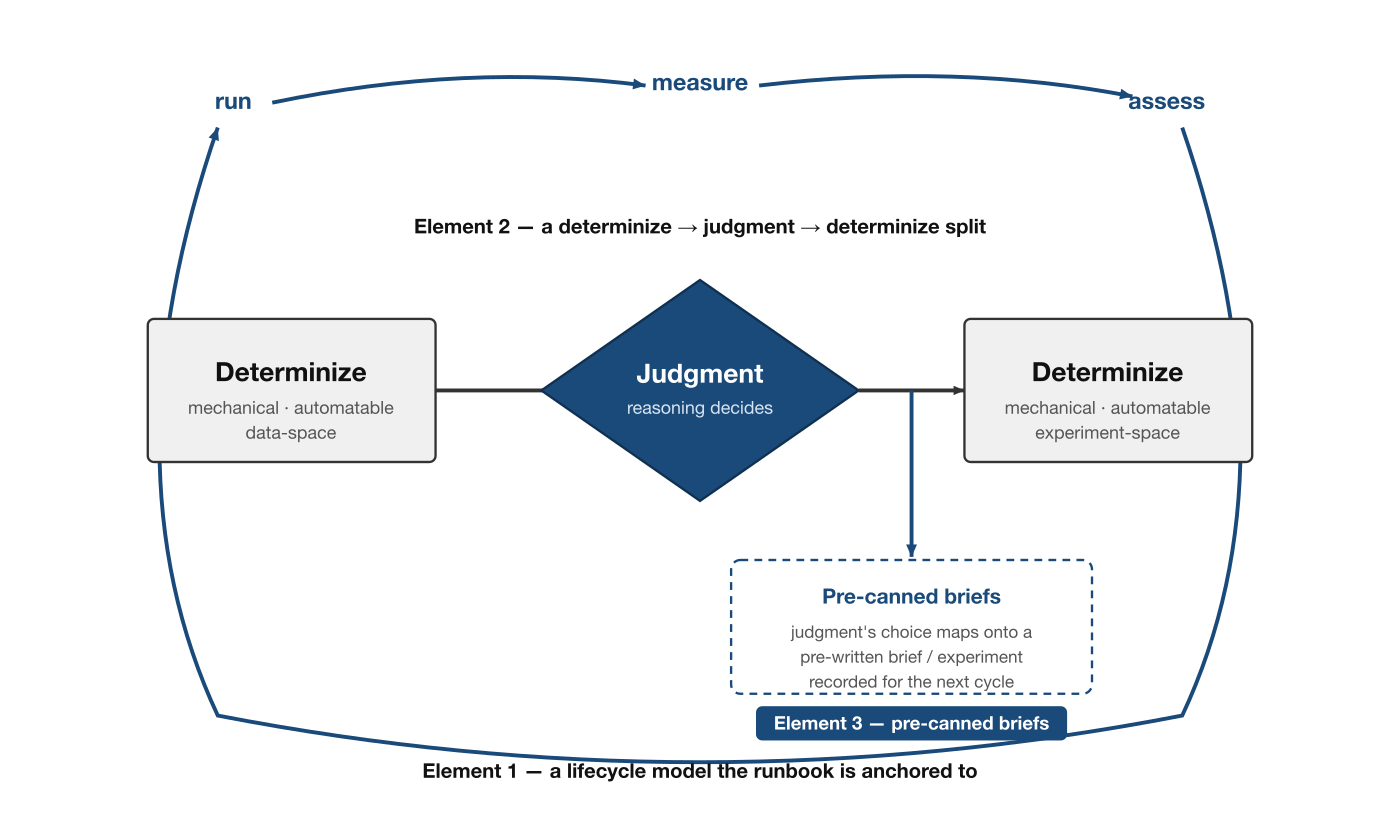 run
measure
assess
Element 2 — a determinize → judgment → determinize split
Determinize
mechanical · automatable
data-space
Judgment
reasoning decides
Determinize
mechanical · automatable
experiment-space
Pre-canned briefs
judgment's choice maps onto a
pre-written brief / experiment
recorded for the next cycle
Element 3 — pre-canned briefs
Element 1 — a lifecycle model the runbook is anchored to